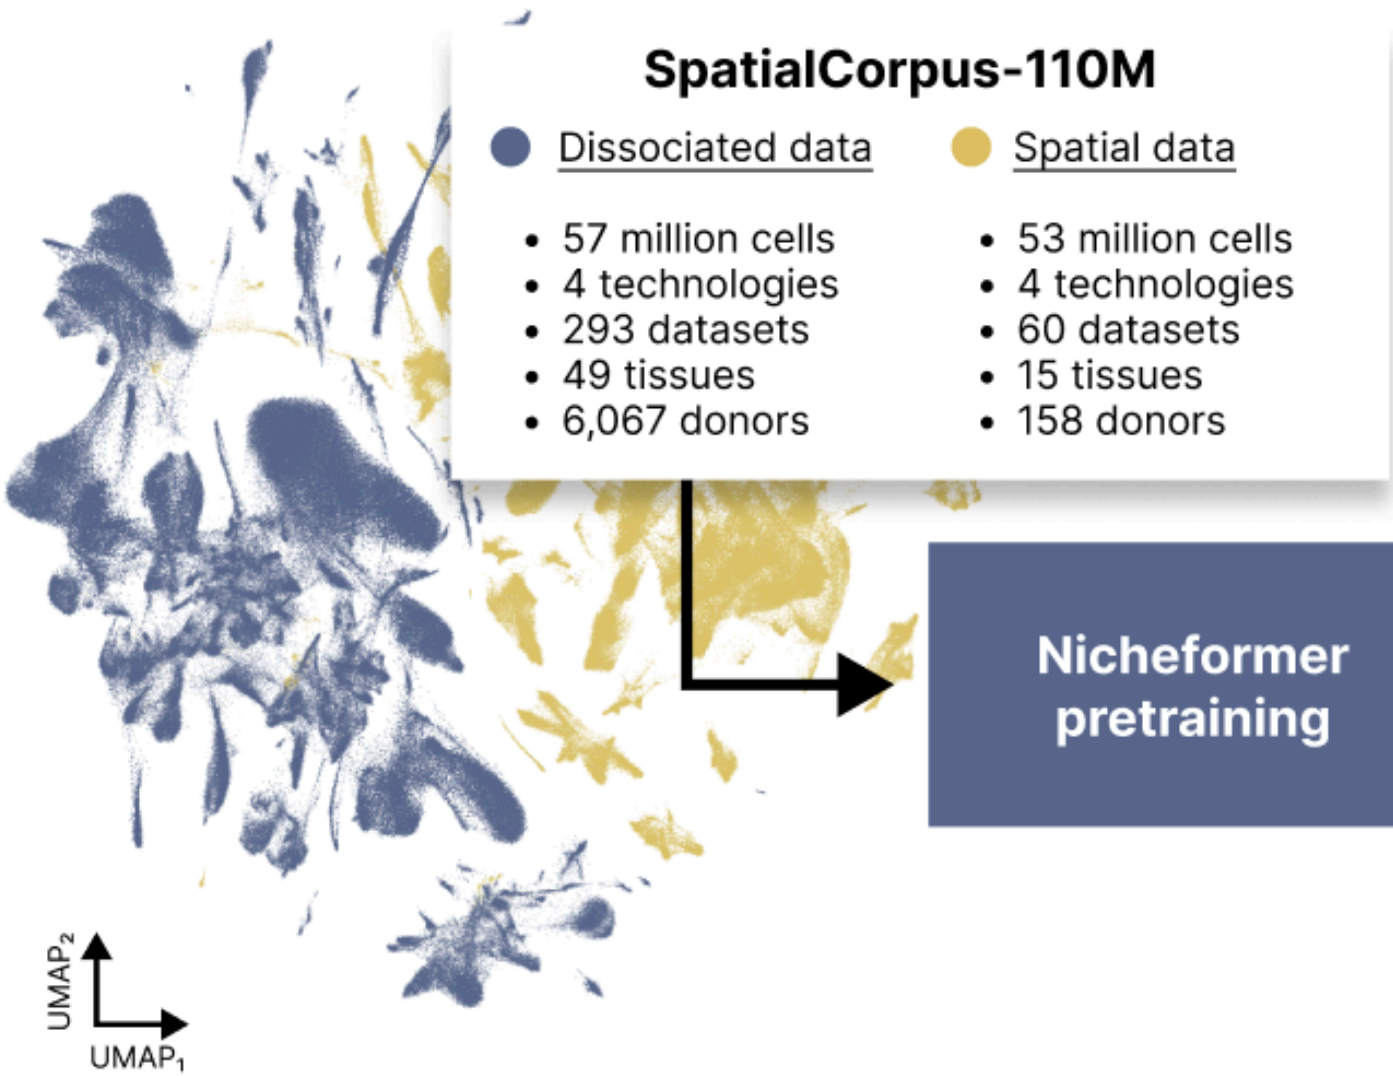 SpatialCorpus-110M
Dissociated data
• 57 million cells
• 4 technologies
• 293 datasets
• 49 tissues
• 6,067 donors
Spatial data
• 53 million cells
• 4 technologies
• 60 datasets
• 15 tissues
• 158 donors
Nicheformer
pretraining
UMAP₂
UMAP₁